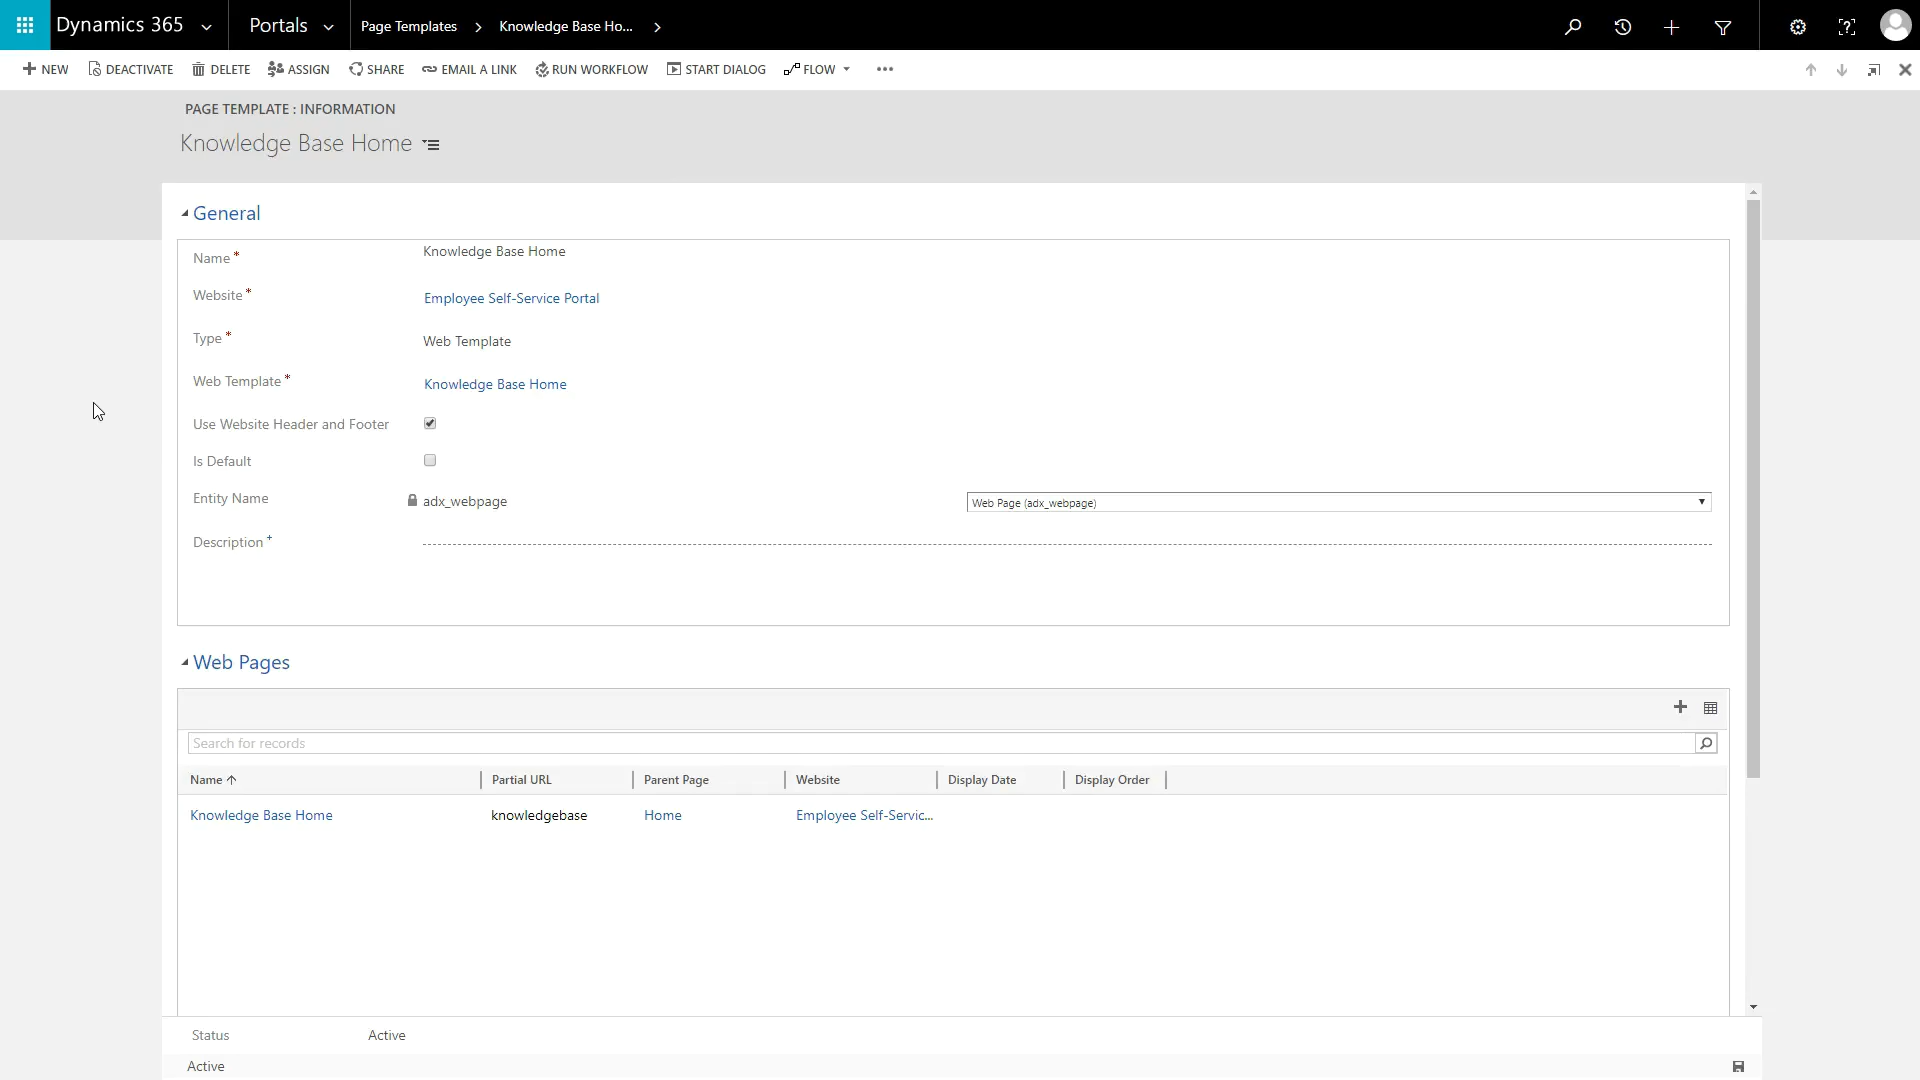 Dynamics 365 Portals Page Templates Knowledge Base Ho...
NEW DEACTIVATE DELETE ASSIGN SHARE EMAIL A LINK RUN WORKFLOW START DIALOG FLOW
PAGE TEMPLATE : INFORMATION
Knowledge Base Home
General
Name * Knowledge Base Home
Website * Employee Self-Service Portal
Type * Web Template
Web Template * Knowledge Base Home
Use Website Header and Footer
Is Default
Entity Name adx_webpage Web Page (adx_webpage)
Description +
Web Pages
Search for records
Name Partial URL Parent Page Website Display Date Display Order
Knowledge Base Home knowledgebase Home Employee Self-Servic...
Status Active
Active